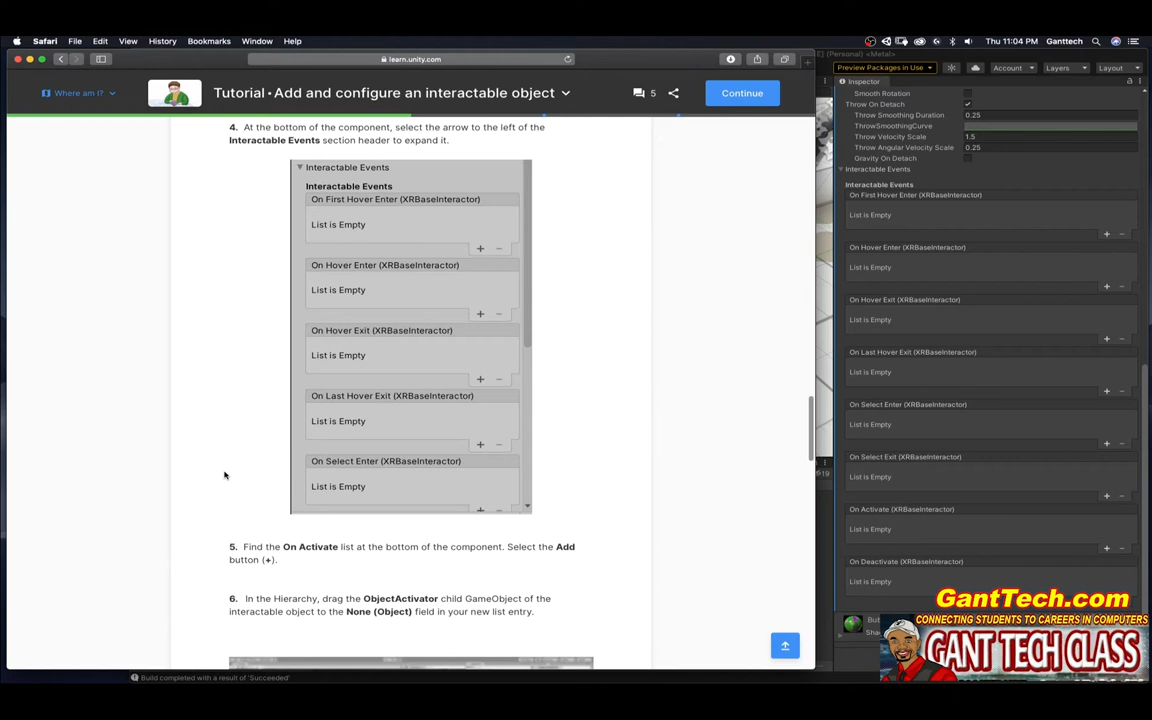 Safari File Edit View History Bookmarks Window Help
Thu 11:04 PM Ganttech
learn.unity.com
(Personal) <Metal>
Where am I?
Tutorial • Add and configure an interactable object
5
Continue
4. At the bottom of the component, select the arrow to the left of the
Interactable Events section header to expand it.
Interactable Events
Interactable Events
On First Hover Enter (XRBaseInteractor)
List is Empty
+ −
On Hover Enter (XRBaseInteractor)
List is Empty
+ −
On Hover Exit (XRBaseInteractor)
List is Empty
+ −
On Last Hover Exit (XRBaseInteractor)
List is Empty
+ −
On Select Enter (XRBaseInteractor)
List is Empty
+ −
5. Find the On Activate list at the bottom of the component. Select the Add
button (+).
6. In the Hierarchy, drag the ObjectActivator child GameObject of the
interactable object to the None (Object) field in your new list entry.
Build completed with a result of 'Succeeded'
Preview Packages in Use Account Layers Layout
Inspector
Smooth Rotation
Throw On Detach
Throw Smoothing Duration 0.25
ThrowSmoothingCurve
Throw Velocity Scale 1.5
Throw Angular Velocity Scale 0.25
Gravity On Detach
Interactable Events
Interactable Events
On First Hover Enter (XRBaseInteractor)
List is Empty
+ −
On Hover Enter (XRBaseInteractor)
List is Empty
+ −
On Hover Exit (XRBaseInteractor)
List is Empty
+ −
On Last Hover Exit (XRBaseInteractor)
List is Empty
+ −
On Select Enter (XRBaseInteractor)
List is Empty
+ −
On Select Exit (XRBaseInteractor)
List is Empty
+ −
On Activate (XRBaseInteractor)
List is Empty
+ −
On Deactivate (XRBaseInteractor)
List is Empty
19
GantTech.com
CONNECTING STUDENTS TO CAREERS IN COMPUTERS
GANT TECH CLASS